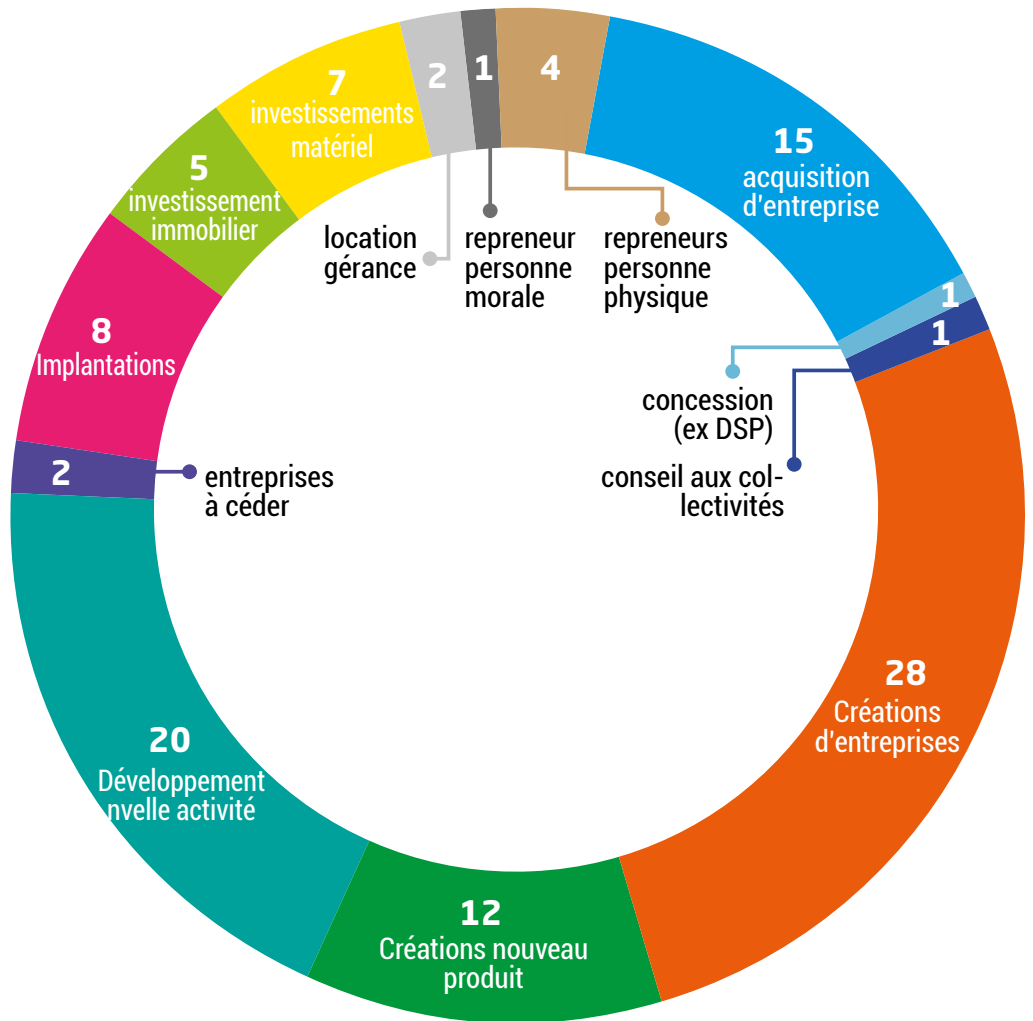 7
investissements
matériel
2
1
4
15
acquisition
d'entreprise
5
investissement
immobilier
location
gérance
repreneur
personne
morale
repreneurs
personne
physique
1
1
8
Implantations
concession
(ex DSP)
conseil aux col-
lectivités
2
entreprises
à céder
28
Créations
d'entreprises
20
Développement
nvelle activité
12
Créations nouveau
produit